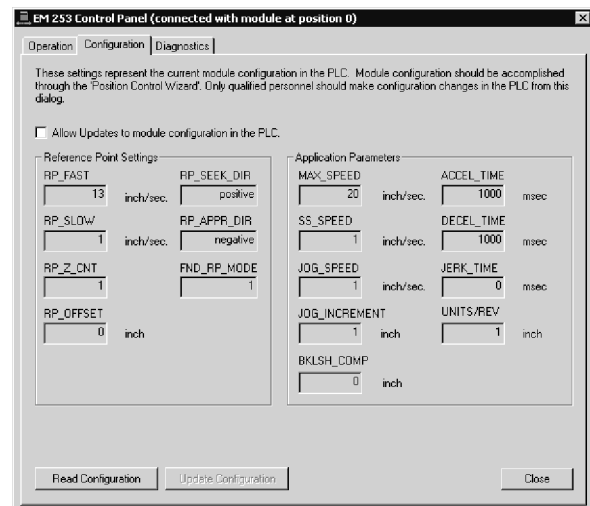 EM 253 Control Panel (connected with module at position 0)
Operation Configuration Diagnostics
These settings represent the current module configuration in the PLC. Module configuration should be accomplished
through the 'Position Control Wizard'. Only qualified personnel should make configuration changes in the PLC from this
dialog.
Allow Updates to module configuration in the PLC.
Reference Point Settings
RP_FAST RP_SEEK_DIR
13 inch/sec. positive
RP_SLOW RP_APPR_DIR
1 inch/sec. negative
RP_Z_CNT FND_RP_MODE
1 1
RP_OFFSET
0 inch
Application Parameters
MAX_SPEED ACCEL_TIME
20 inch/sec. 1000 msec
SS_SPEED DECEL_TIME
1 inch/sec. 1000 msec
JOG_SPEED JERK_TIME
1 inch/sec. 0 msec
JOG_INCREMENT UNITS/REV
1 inch 1 inch
BKLSH_COMP
0 inch
Read Configuration Update Configuration Close